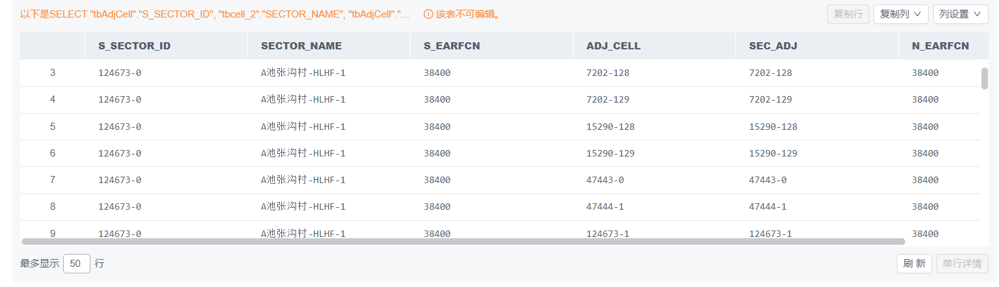 以下是SELECT "tbAdjCell"."S_SECTOR_ID", "tbcell_2"."SECTOR_NAME", "tbAdjCell"."... 该表不可编辑。 复制行 复制列 列设置
S_SECTOR_ID SECTOR_NAME S_EARFCN ADJ_CELL SEC_ADJ N_EARFCN
3 124673-0 A池张沟村-HLHF-1 38400 7202-128 7202-128 38400
4 124673-0 A池张沟村-HLHF-1 38400 7202-129 7202-129 38400
5 124673-0 A池张沟村-HLHF-1 38400 15290-128 15290-128 38400
6 124673-0 A池张沟村-HLHF-1 38400 15290-129 15290-129 38400
7 124673-0 A池张沟村-HLHF-1 38400 47443-0 47443-0 38400
8 124673-0 A池张沟村-HLHF-1 38400 47444-1 47444-1 38400
9 124673-0 A池张沟村-HLHF-1 38400 124673-1 124673-1 38400
最多显示 50 行 刷 新 单行详情